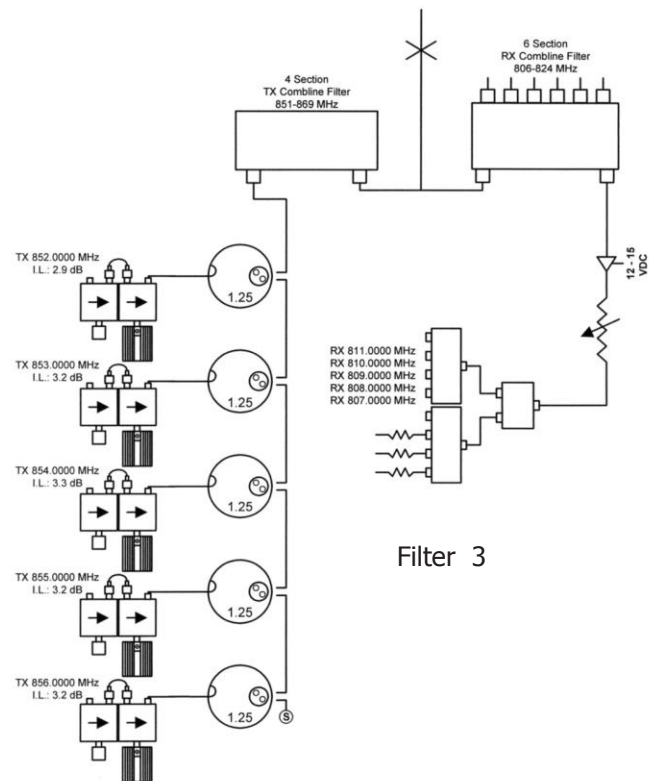 4 Section
TX Combline Filter
851-869 MHz
6 Section
RX Combline Filter
806-824 MHz
TX 852.0000 MHz
I.L.: 2.9 dB
1.25
12 - 15
VDC
RX 811.0000 MHz
RX 810.0000 MHz
RX 809.0000 MHz
RX 808.0000 MHz
RX 807.0000 MHz
TX 853.0000 MHz
I.L.: 3.2 dB
1.25
TX 854.0000 MHz
I.L.: 3.3 dB
1.25
Filter 3
TX 855.0000 MHz
I.L.: 3.2 dB
1.25
TX 856.0000 MHz
I.L.: 3.2 dB
1.25
S